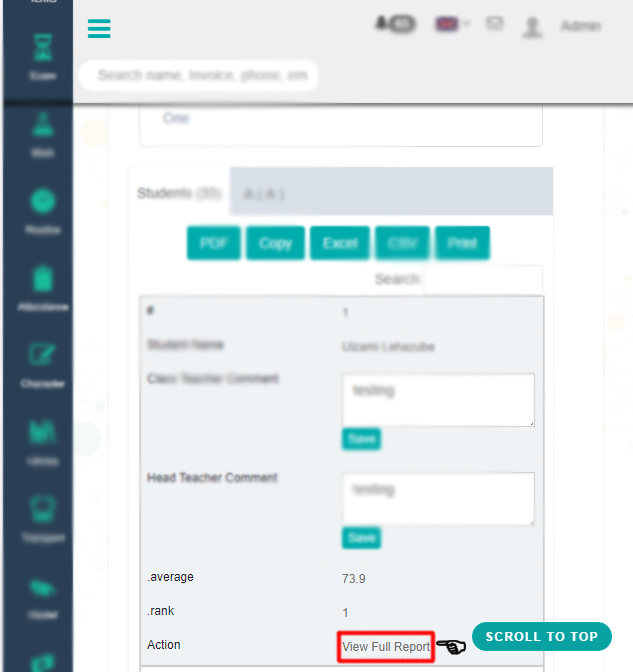 Exam
Admin
Search name, Invoice, phone, em
One
Work
Routine
Attendance
Character
Library
Transport
Hostel
Students (33)
A ( A )
PDF
Copy
Excel
CSV
Print
Search:
#
1
Student Name
Class Teacher Comment
testing
Save
Head Teacher Comment
testing
Save
.average
73.9
.rank
1
Action
View Full Report
SCROLL TO TOP